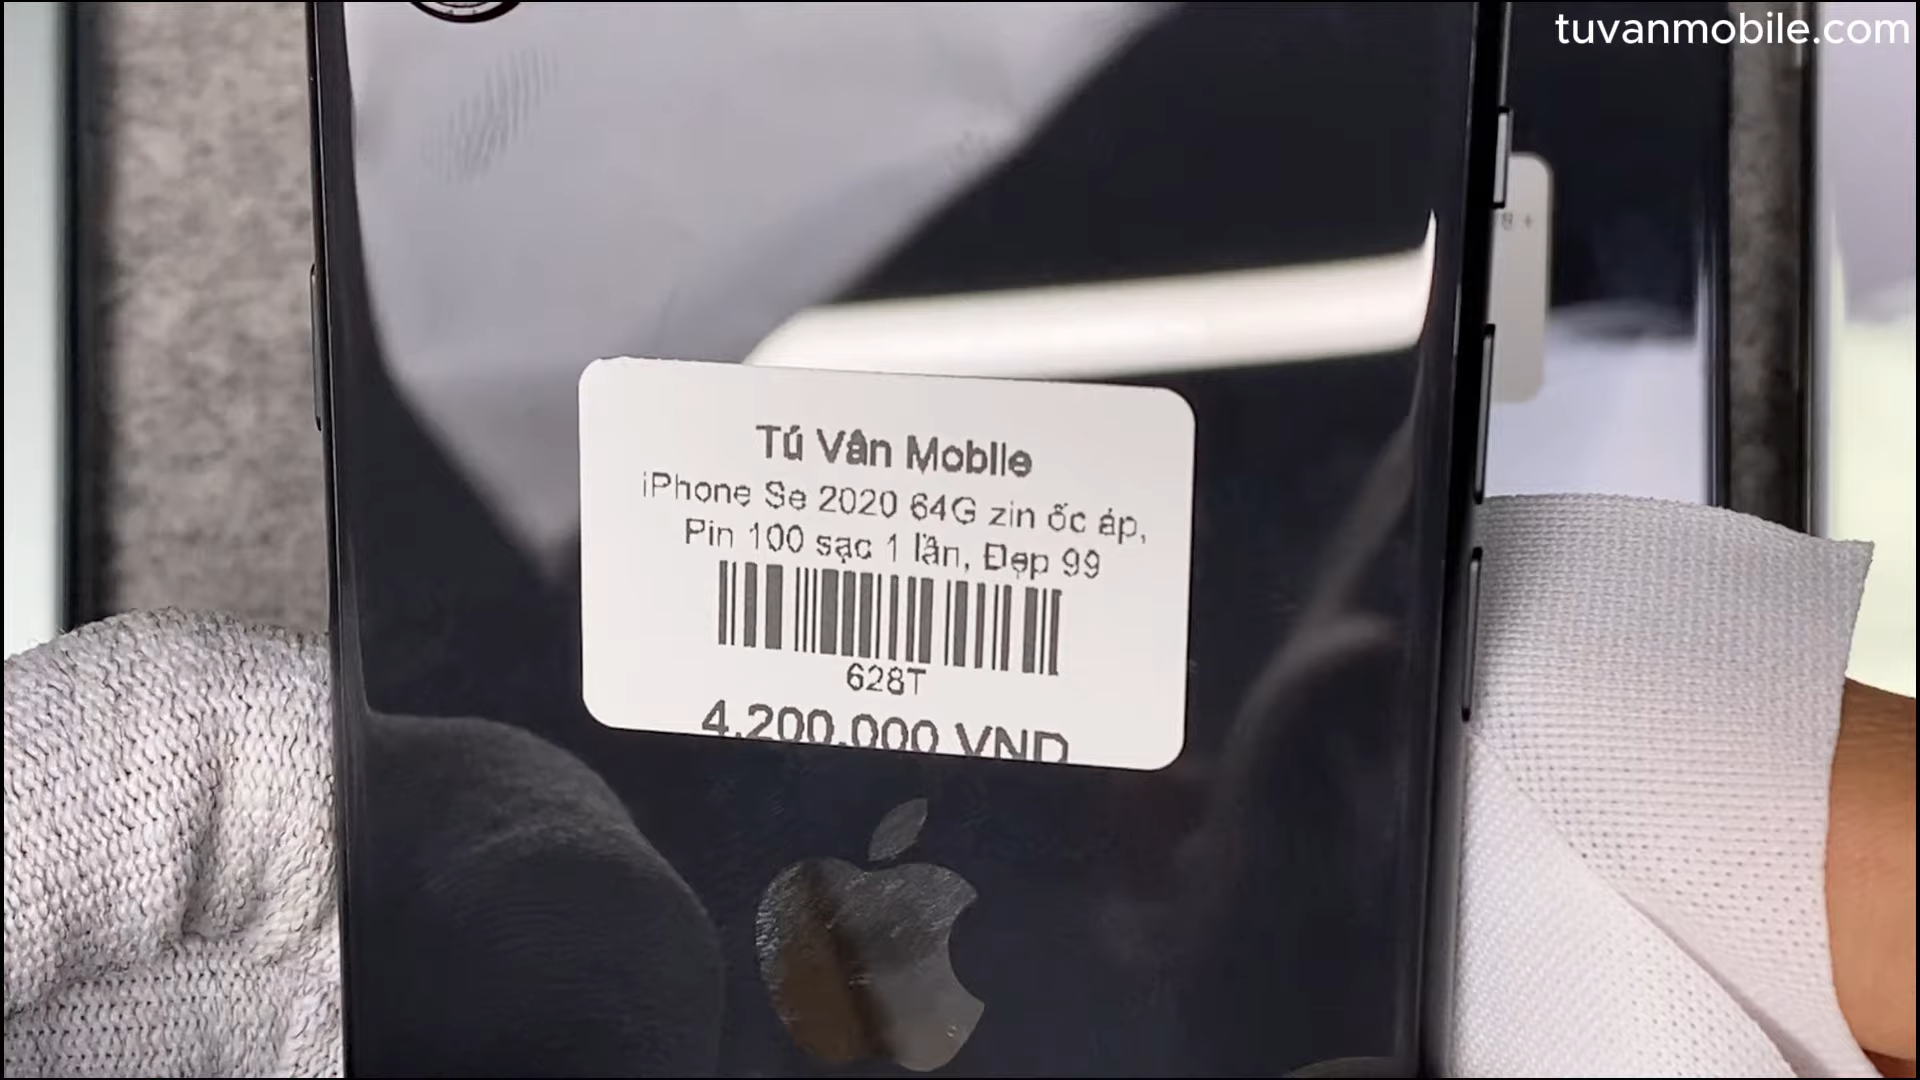 tuvanmobile.com
Tú Vân Mobile
iPhone Se 2020 64G zin ốc áp,
Pin 100 sạc 1 lần, Đẹp 99
628T
4.200.000 VND